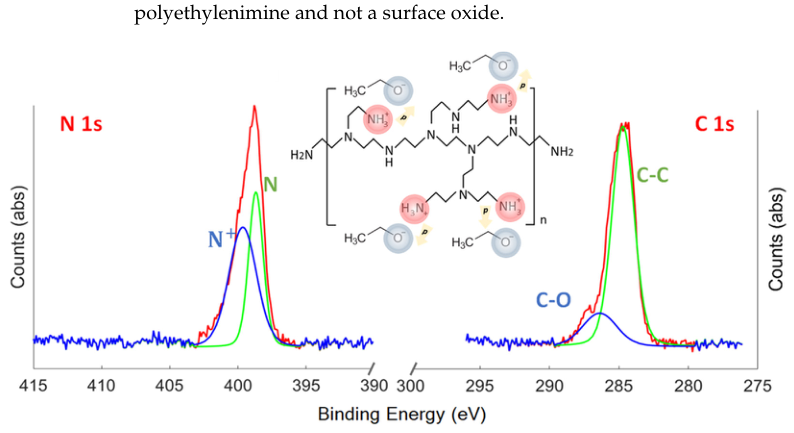 polyethylenimine and not a surface oxide.
N 1s
C 1s
N
N+
C-C
C-O
H₃C
O⁻
H₃C
O⁻
NH₃⁺
N
N
H
NH₃⁺
H₂N
N
H
N
N
H
N
NH₂
N
H₃N⁺
NH₃⁺
n
H₃C
O⁻
H₃C
O⁻
p
p
p
p
Counts (abs)
Counts (abs)
415 410 405 400 395 390 300 295 290 285 280 275
Binding Energy (eV)